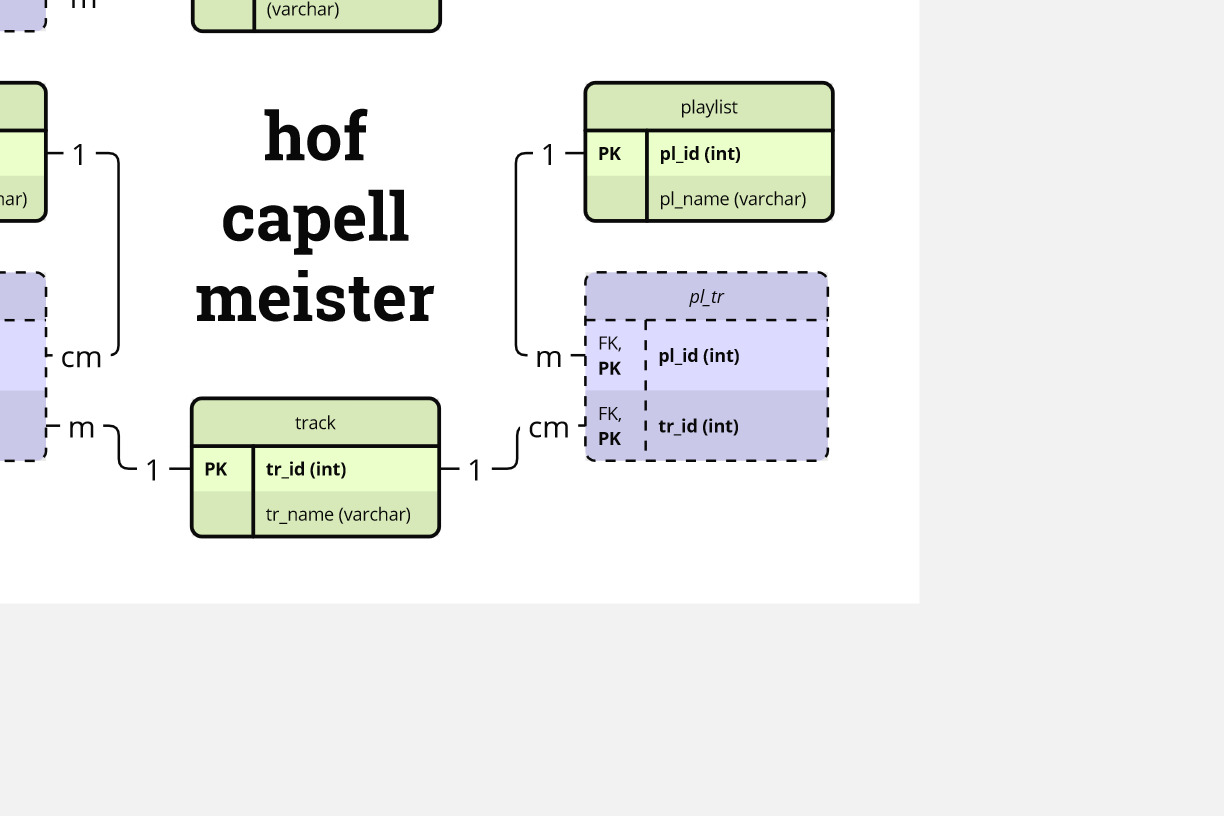 m
(varchar)
1
har)
cm
m
hof
capell
meister
1
track
PK tr_id (int)
tr_name (varchar)
1
1
playlist
PK pl_id (int)
pl_name (varchar)
m
cm
pl_tr
FK,
PK
pl_id (int)
FK,
PK
tr_id (int)